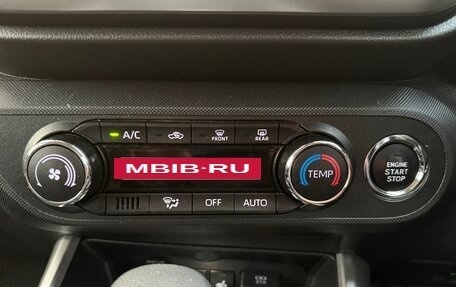 A/C
FRONT
REAR
MBIB·RU
TEMP
ENGINE
START
STOP
OFF
AUTO